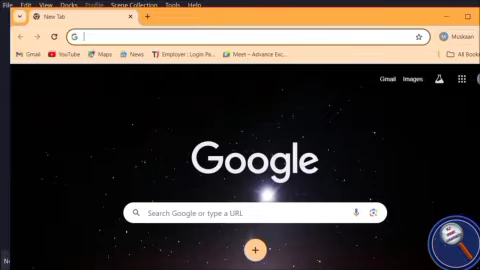 File Edit View Docks Profile Scene Collection Tools Help
New Tab
Muskaan
Gmail YouTube Maps News Employer : Login Pa... Meet – Advance Exc... All Book
Gmail Images
Google
Search Google or type a URL